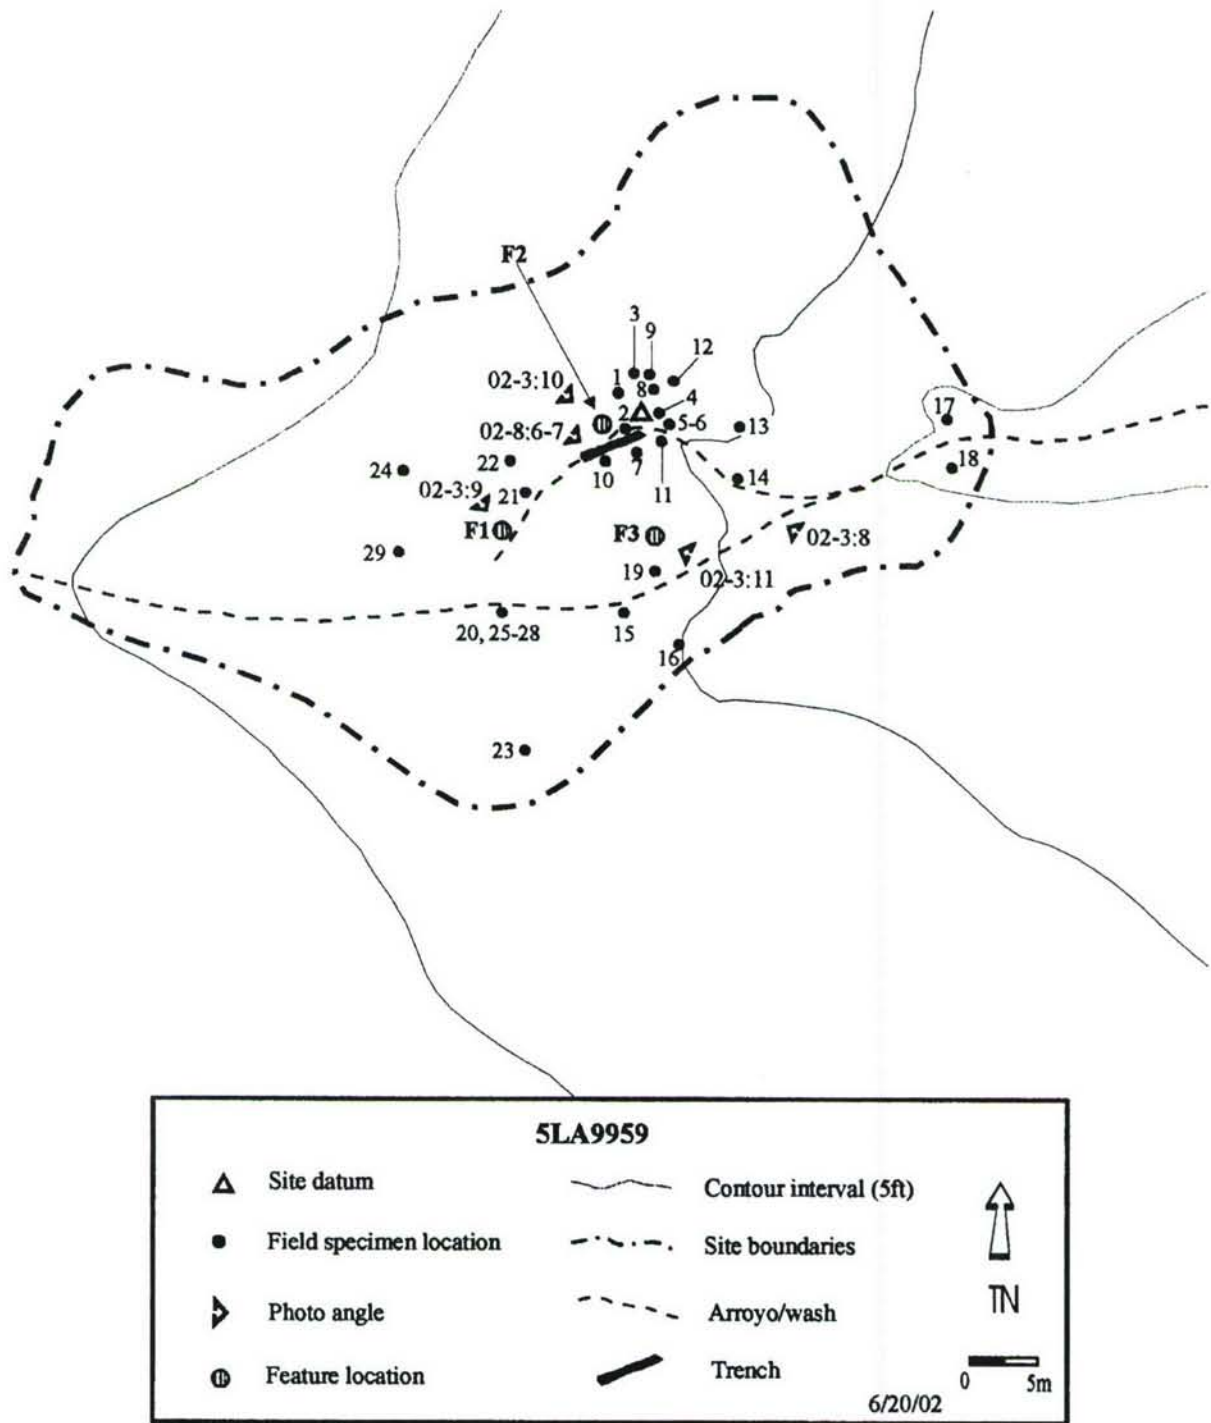 F2
3
9
12
02-3:10
1
8
4
2
5-6
13
17
02-8:6-7
22
24
10
7
11
14
18
02-3:9
21
F1
F3
02-3:8
29
19
02-3:11
20, 25-28
15
16
23
5LA9959
Site datum
Contour interval (5ft)
Field specimen location
Site boundaries
Photo angle
Arroyo/wash
TN
Feature location
Trench
0 5m
6/20/02